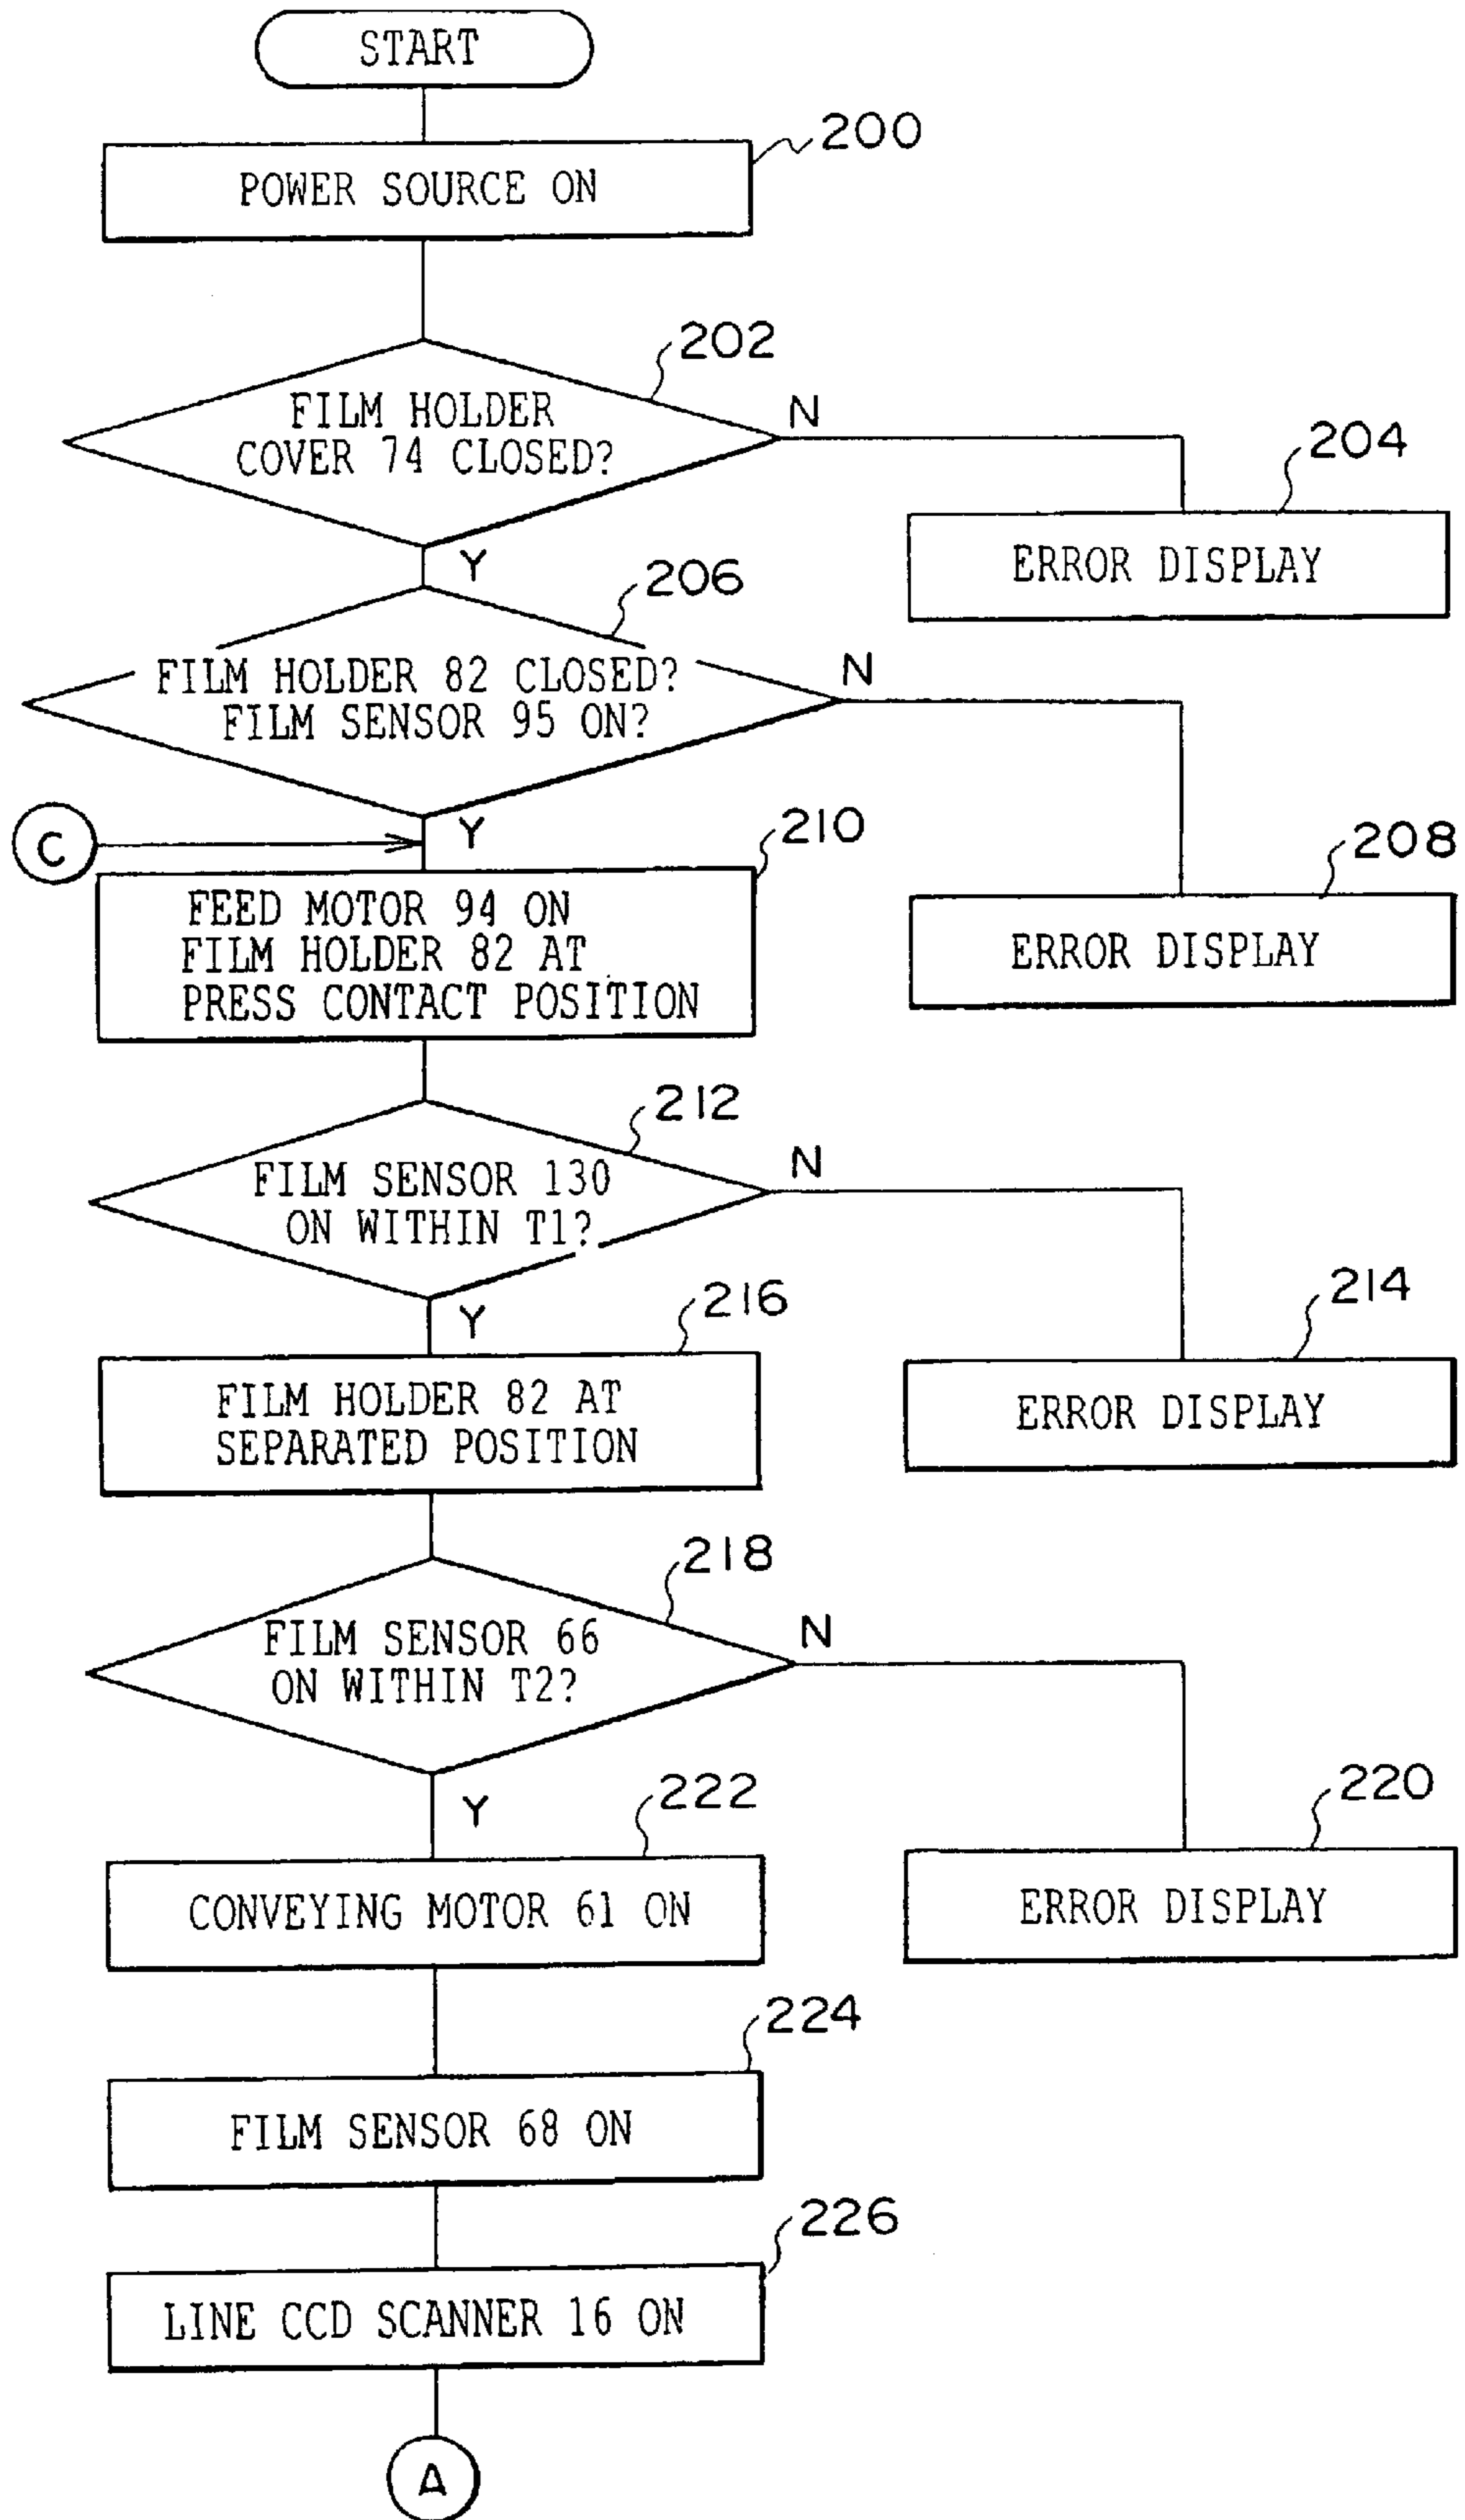 START
200
POWER SOURCE ON
202
FILM HOLDER
COVER 74 CLOSED?
N
204
ERROR DISPLAY
Y
206
FILM HOLDER 82 CLOSED?
FILM SENSOR 95 ON?
N
208
ERROR DISPLAY
Y
C
210
FEED MOTOR 94 ON
FILM HOLDER 82 AT
PRESS CONTACT POSITION
212
FILM SENSOR 130
ON WITHIN T1?
N
214
ERROR DISPLAY
Y
216
FILM HOLDER 82 AT
SEPARATED POSITION
218
FILM SENSOR 66
ON WITHIN T2?
N
220
ERROR DISPLAY
Y
222
CONVEYING MOTOR 61 ON
224
FILM SENSOR 68 ON
226
LINE CCD SCANNER 16 ON
A